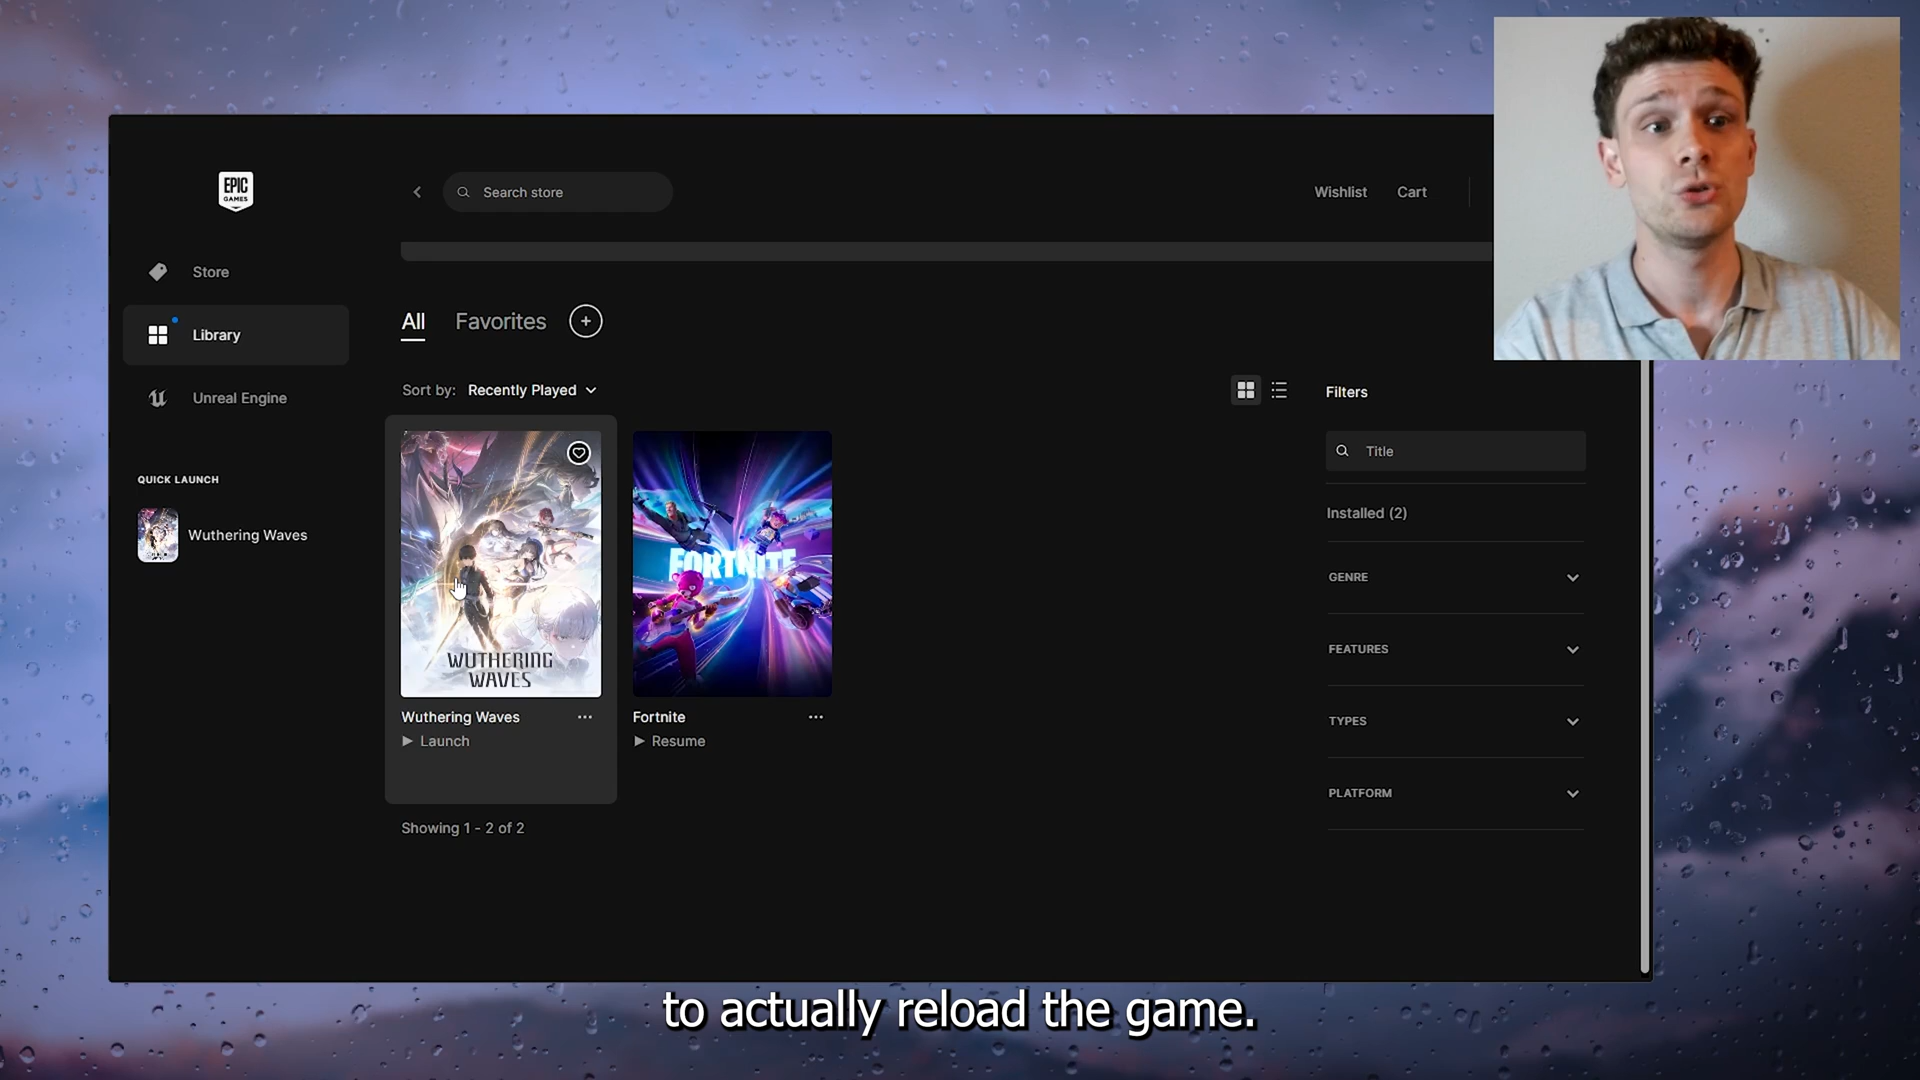 EPIC
GAMES
Search store
Wishlist
Cart
Store
Library
Unreal Engine
QUICK LAUNCH
Wuthering Waves
All
Favorites
Sort by: Recently Played
WUTHERING
WAVES
Wuthering Waves
Launch
FORTNITE
Fortnite
Resume
Showing 1 - 2 of 2
Filters
Title
Installed (2)
GENRE
FEATURES
TYPES
PLATFORM
to actually reload the game.